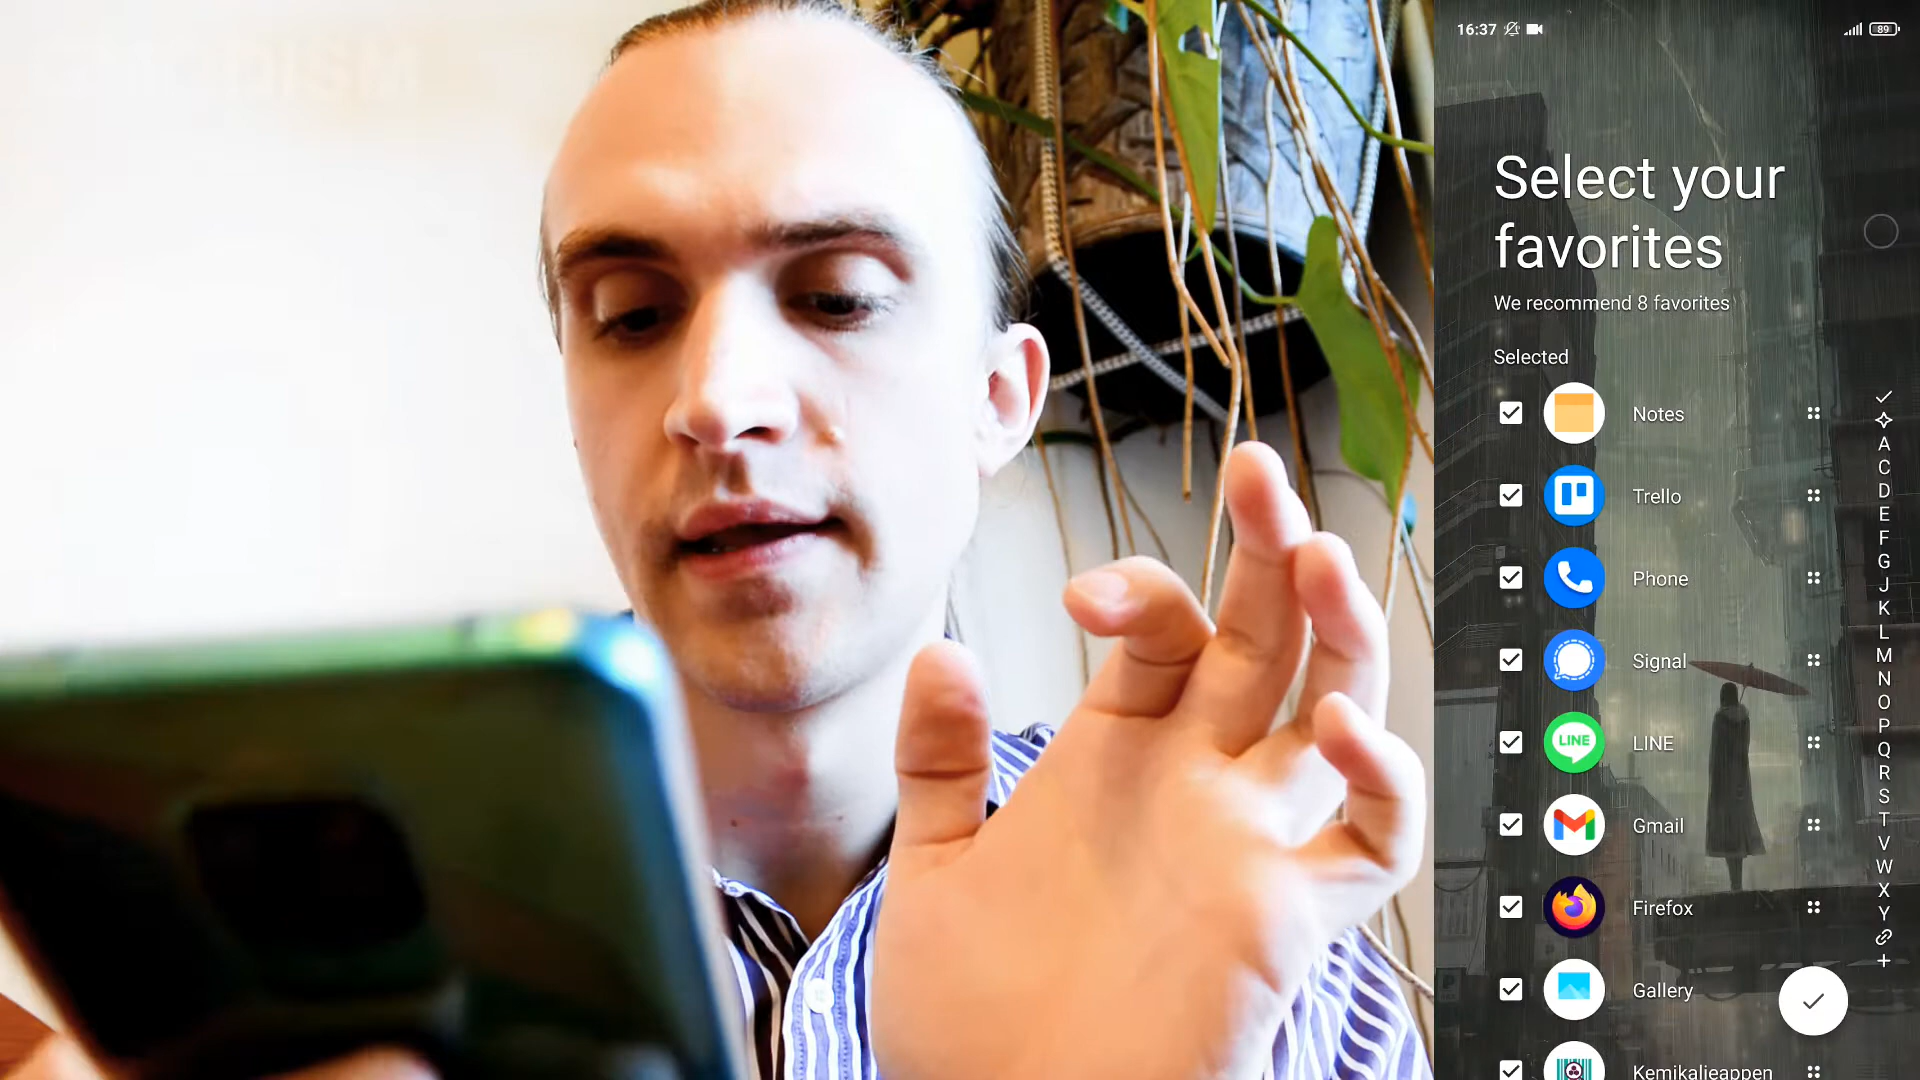 16:37
89
Select your
favorites
We recommend 8 favorites
Selected
Notes
Trello
Phone
Signal
LINE
LINE
Gmail
Firefox
Gallery
Kemikalieappen
A
C
D
E
F
G
J
K
L
M
N
O
P
Q
R
S
T
V
W
X
Y